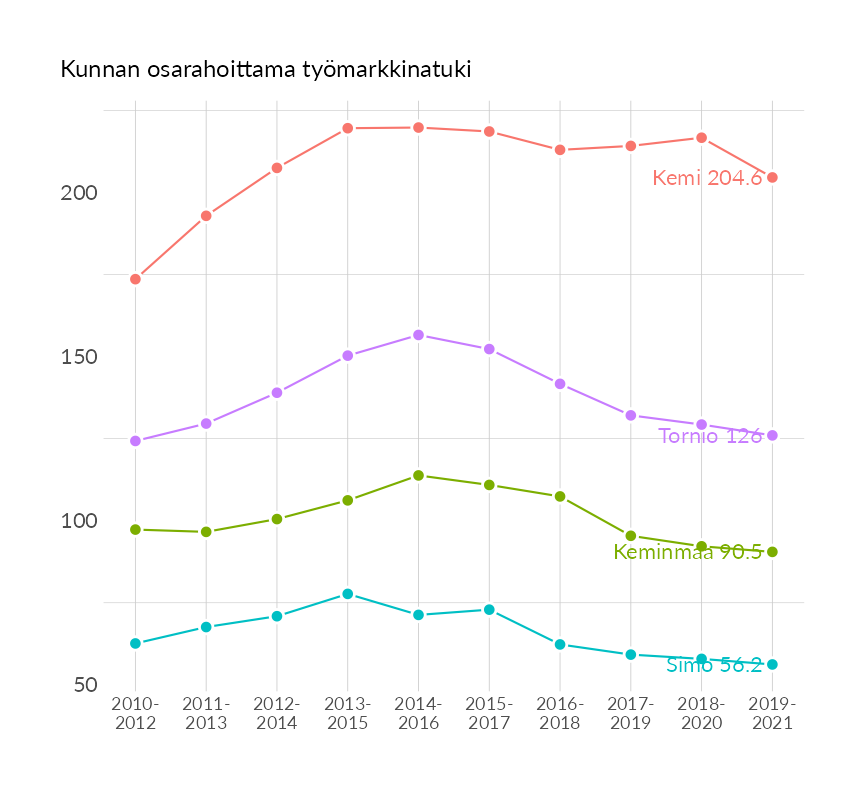 Kunnan osarahoittama työmarkkinatuki
200
150
100
50
Kemi 204.6
Tornio 126
Keminmaa 90.5
Simo 56.2
2010- 2011- 2012- 2013- 2014- 2015- 2016- 2017- 2018- 2019-
2012 2013 2014 2015 2016 2017 2018 2019 2020 2021